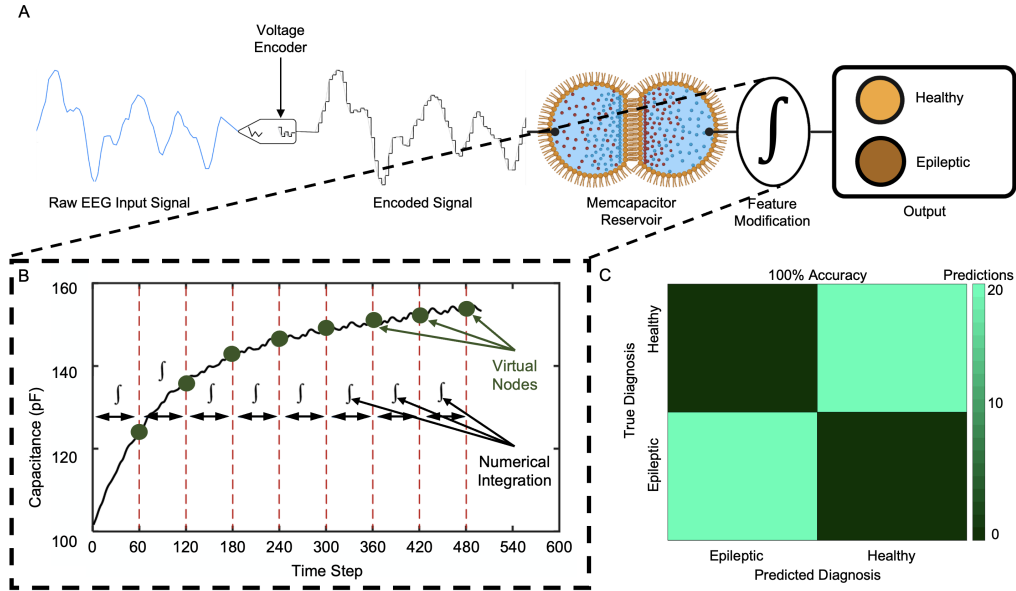 A
Voltage
Encoder
Raw EEG Input Signal
Encoded Signal
Memcapacitor
Reservoir
∫
Feature
Modification
Healthy
Epileptic
Output
B
Capacitance (pF)
160
140
120
100
∫
∫
∫
∫
∫
∫
∫
∫
Virtual
Nodes
Numerical
Integration
0
60
120
180
240
300
360
420
480
540
600
Time Step
C
100% Accuracy
Predictions
True Diagnosis
Healthy
Epileptic
20
10
0
Epileptic
Healthy
Predicted Diagnosis